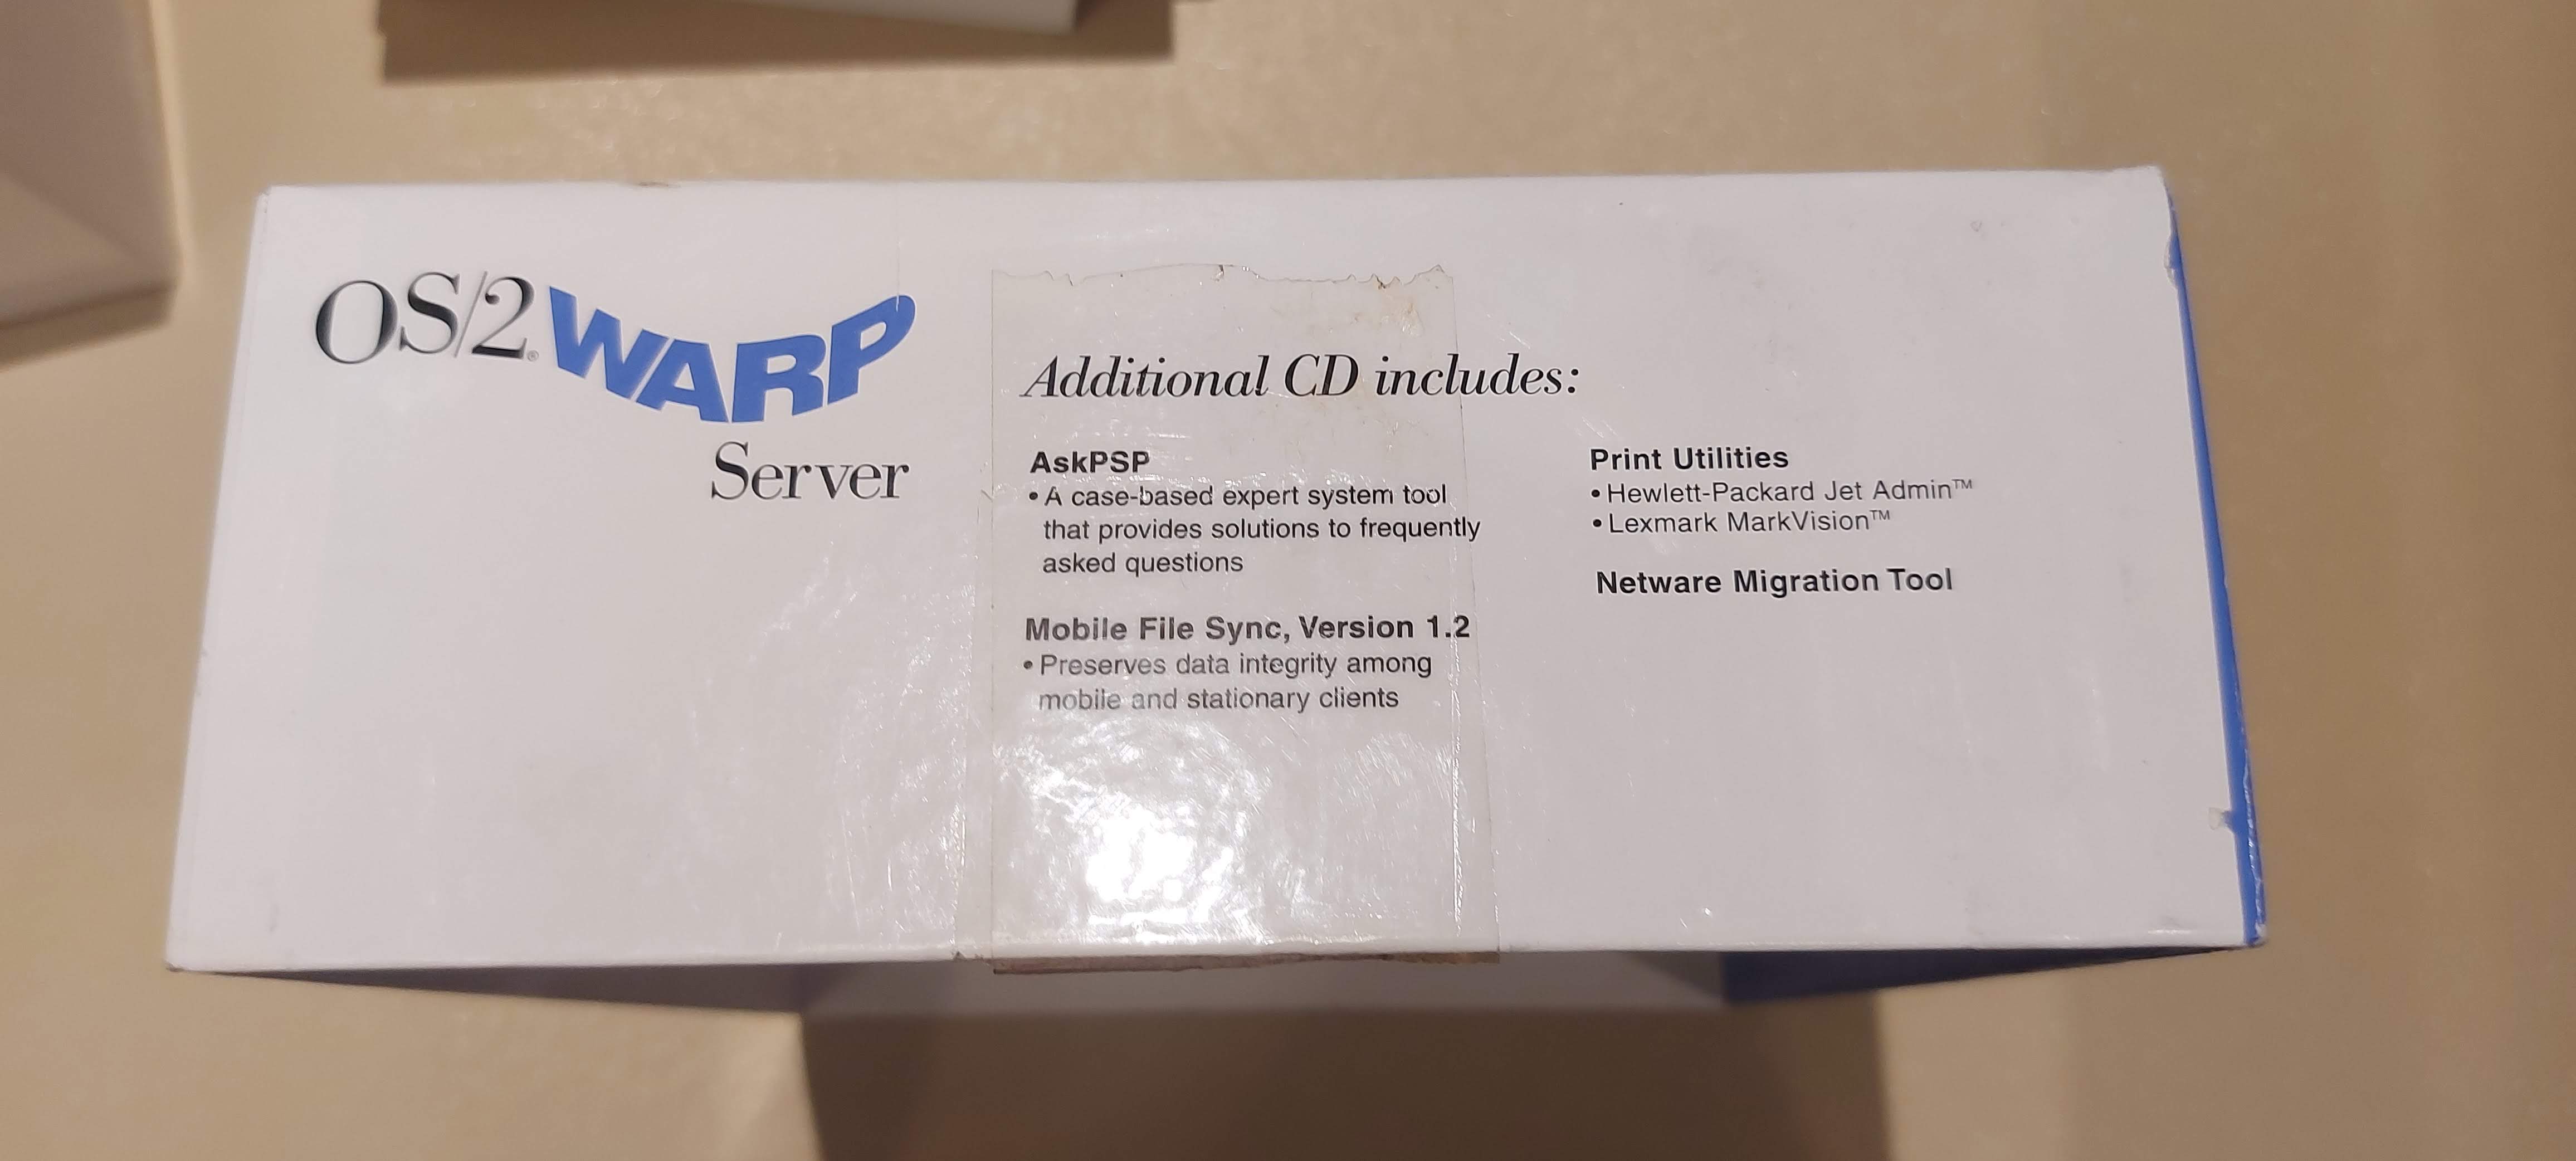 OS/2® WARP
Server
Additional CD includes:
AskPSP
• A case-based expert system tool
that provides solutions to frequently
asked questions
Mobile File Sync, Version 1.2
• Preserves data integrity among
mobile and stationary clients
Print Utilities
• Hewlett-Packard Jet Admin™
• Lexmark MarkVision™
Netware Migration Tool